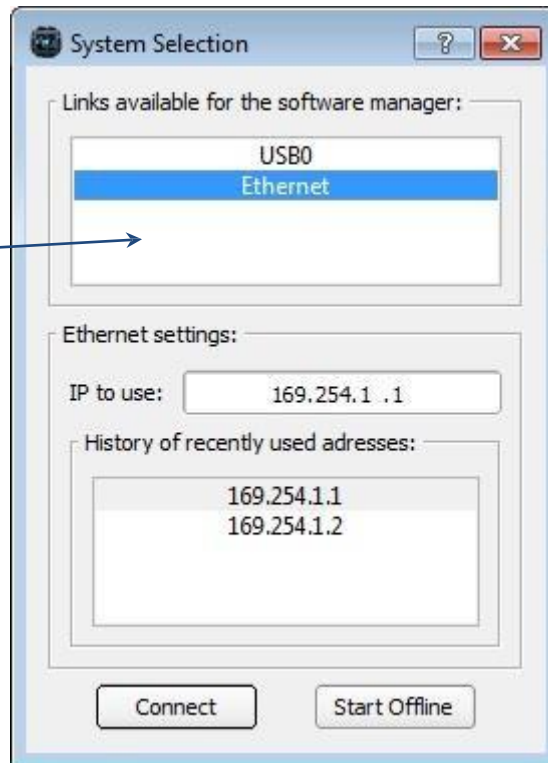 System Selection
Links available for the software manager:
USB0
Ethernet
Ethernet settings:
IP to use: 169.254.1 .1
History of recently used adresses:
169.254.1.1
169.254.1.2
Connect Start Offline